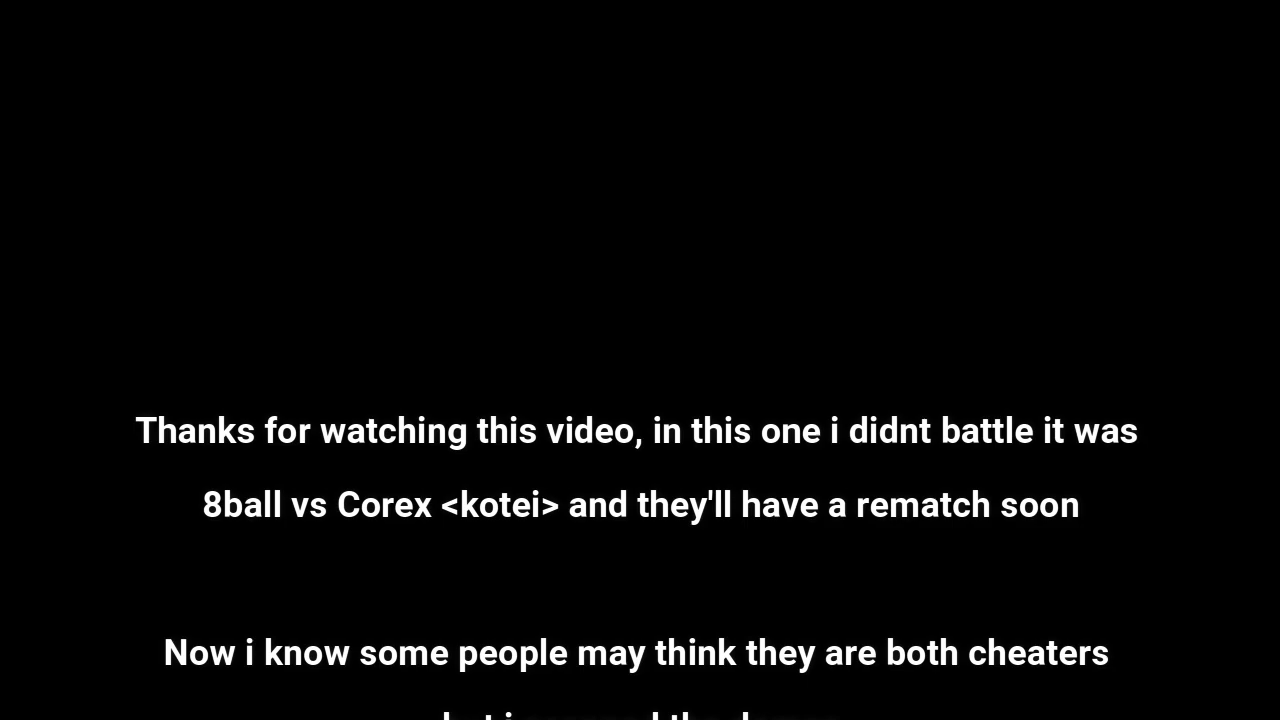 Thanks for watching this video, in this one i didnt battle it was
8ball vs Corex <kotei> and they'll have a rematch soon
Now i know some people may think they are both cheaters